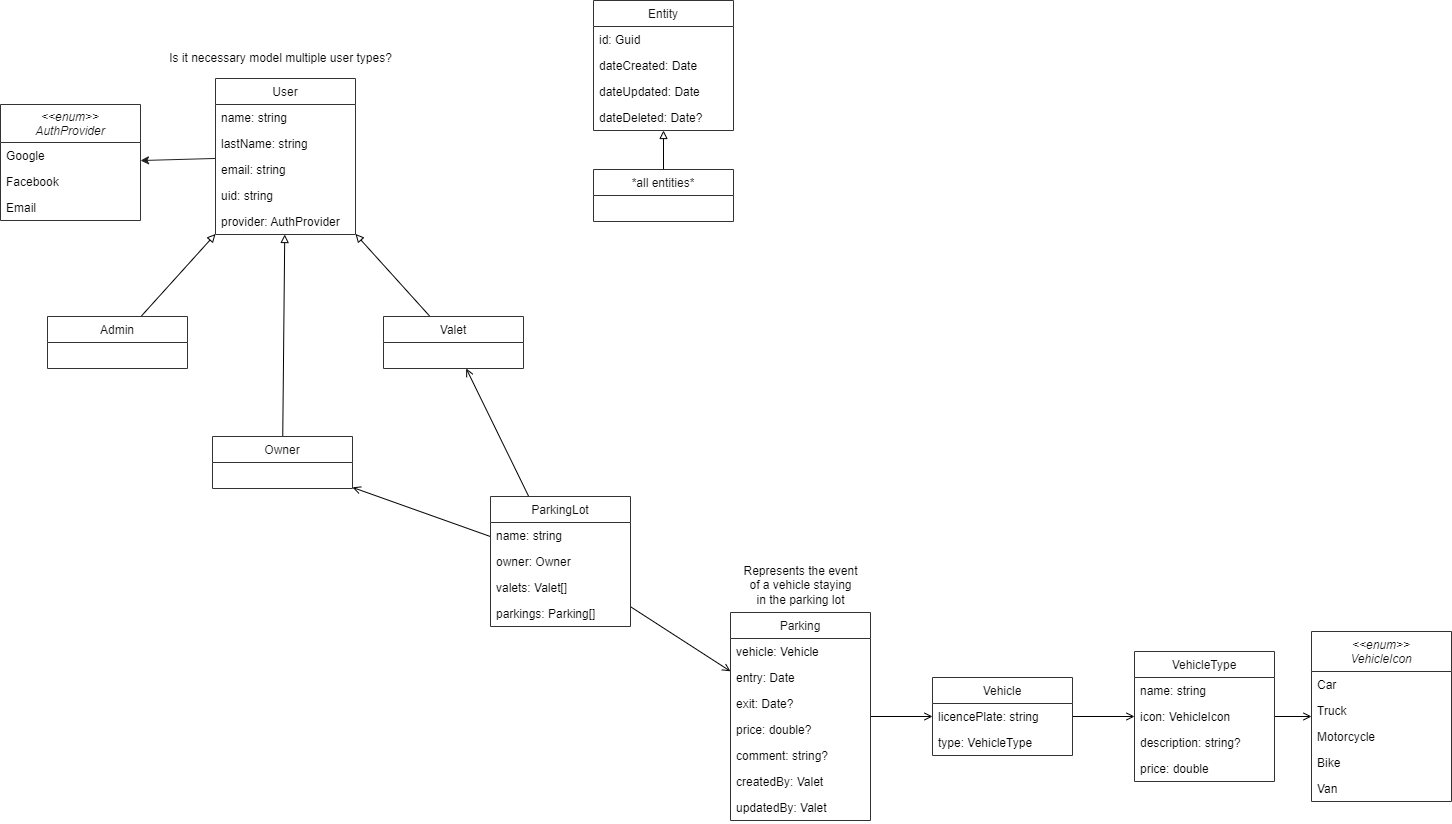 Entity
id: Guid
dateCreated: Date
dateUpdated: Date
dateDeleted: Date?
*all entities*
Is it necessary model multiple user types?
User
name: string
lastName: string
email: string
uid: string
provider: AuthProvider
<<enum>>
AuthProvider
Google
Facebook
Email
Admin
Valet
Owner
ParkingLot
name: string
owner: Owner
valets: Valet[]
parkings: Parking[]
Represents the event
of a vehicle staying
in the parking lot
Parking
vehicle: Vehicle
entry: Date
exit: Date?
price: double?
comment: string?
createdBy: Valet
updatedBy: Valet
Vehicle
licencePlate: string
type: VehicleType
VehicleType
name: string
icon: VehicleIcon
description: string?
price: double
<<enum>>
VehicleIcon
Car
Truck
Motorcycle
Bike
Van